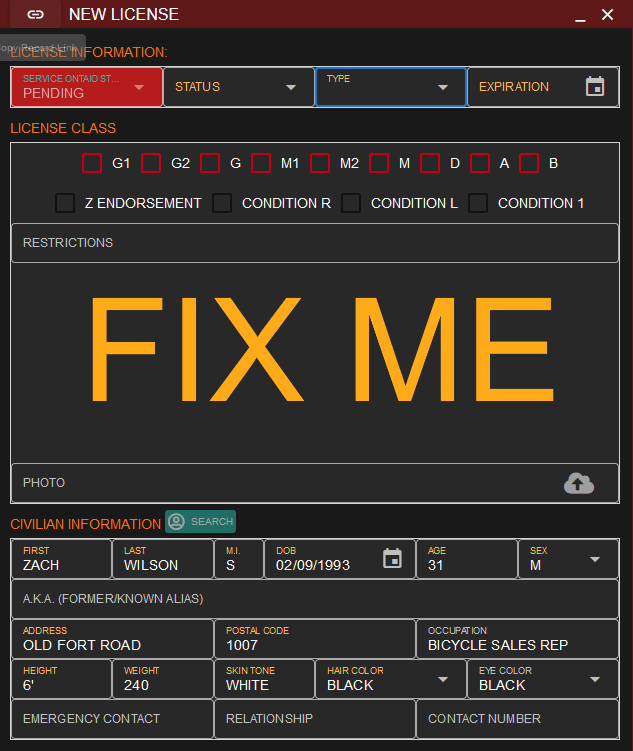 NEW LICENSE
Copy Record Link
LICENSE INFORMATION:
SERVICE ONTAIO ST...
PENDING
STATUS
TYPE
EXPIRATION
LICENSE CLASS
G1 G2 G M1 M2 M D A B
Z ENDORSEMENT CONDITION R CONDITION L CONDITION 1
RESTRICTIONS
FIX ME
PHOTO
CIVILIAN INFORMATION SEARCH
FIRST LAST M.I. DOB AGE SEX
ZACH WILSON S 02/09/1993 31 M
A.K.A. (FORMER/KNOWN ALIAS)
ADDRESS POSTAL CODE OCCUPATION
OLD FORT ROAD 1007 BICYCLE SALES REP
HEIGHT WEIGHT SKIN TONE HAIR COLOR EYE COLOR
6' 240 WHITE BLACK BLACK
EMERGENCY CONTACT RELATIONSHIP CONTACT NUMBER